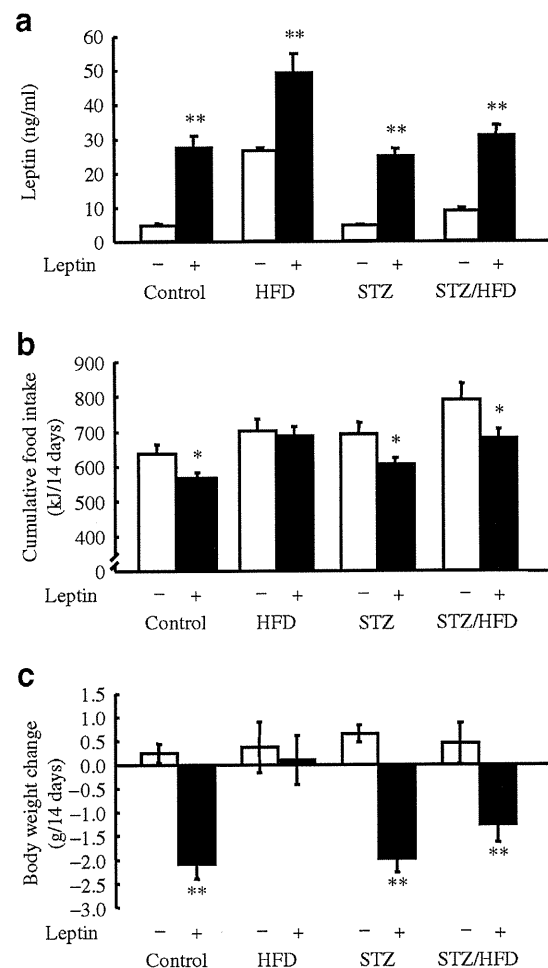 a
Leptin (ng/ml)
60
50
40
30
20
10
0
**
**
**
**
Leptin − + − + − + − +
Control HFD STZ STZ/HFD
b
Cumulative food intake
(kJ/14 days)
900
800
700
600
500
400
0
*
*
*
Leptin − + − + − + − +
Control HFD STZ STZ/HFD
c
Body weight change
(g/14 days)
1.5
1.0
0.5
0.0
−0.5
−1.0
−1.5
−2.0
−2.5
−3.0
**
**
**
Leptin − + − + − + − +
Control HFD STZ STZ/HFD